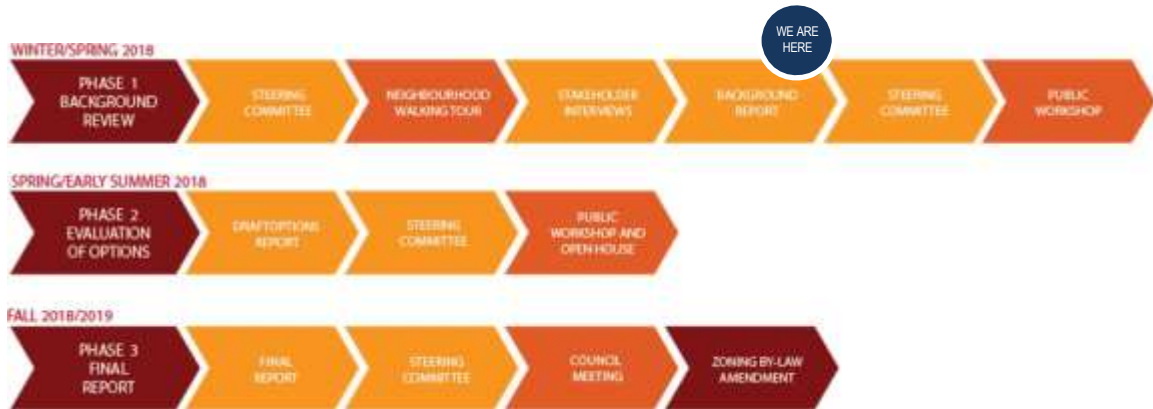 WE ARE
HERE
WINTER/SPRING 2018
PHASE 1
BACKGROUND
REVIEW
STEERING
COMMITTEE
NEIGHBOURHOOD
WALKING TOUR
STAKEHOLDER
INTERVIEWS
BACKGROUND
REPORT
STEERING
COMMITTEE
PUBLIC
WORKSHOP
SPRING/EARLY SUMMER 2018
PHASE 2
EVALUATION
OF OPTIONS
DRAFT OPTIONS
REPORT
STEERING
COMMITTEE
PUBLIC
WORKSHOP AND
OPEN HOUSE
FALL 2018/2019
PHASE 3
FINAL
REPORT
FINAL
REPORT
STEERING
COMMITTEE
COUNCIL
MEETING
ZONING BY-LAW
AMENDMENT